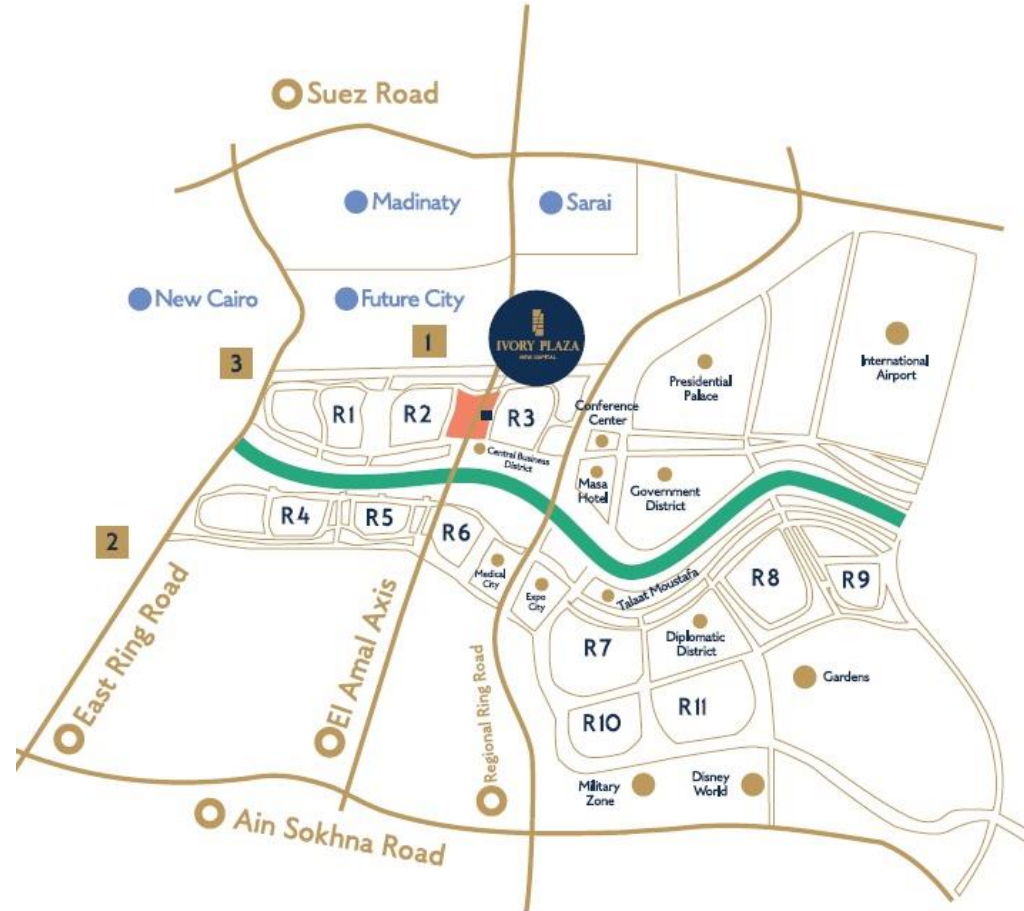 Suez Road
Madinaty
Sarai
New Cairo
Future City
1
IVORY PLAZA
NEW CAPITAL
3
International
Airport
Presidential
Palace
Conference
Center
R1
R2
R3
Central Business
District
Masa
Hotel
Government
District
R4
R5
R6
2
Medical
City
Expo
City
Talaat Moustafa
R8
R9
East Ring Road
El Amal Axis
Regional Ring Road
R7
Diplomatic
District
Gardens
R10
R11
Military
Zone
Disney
World
Ain Sokhna Road